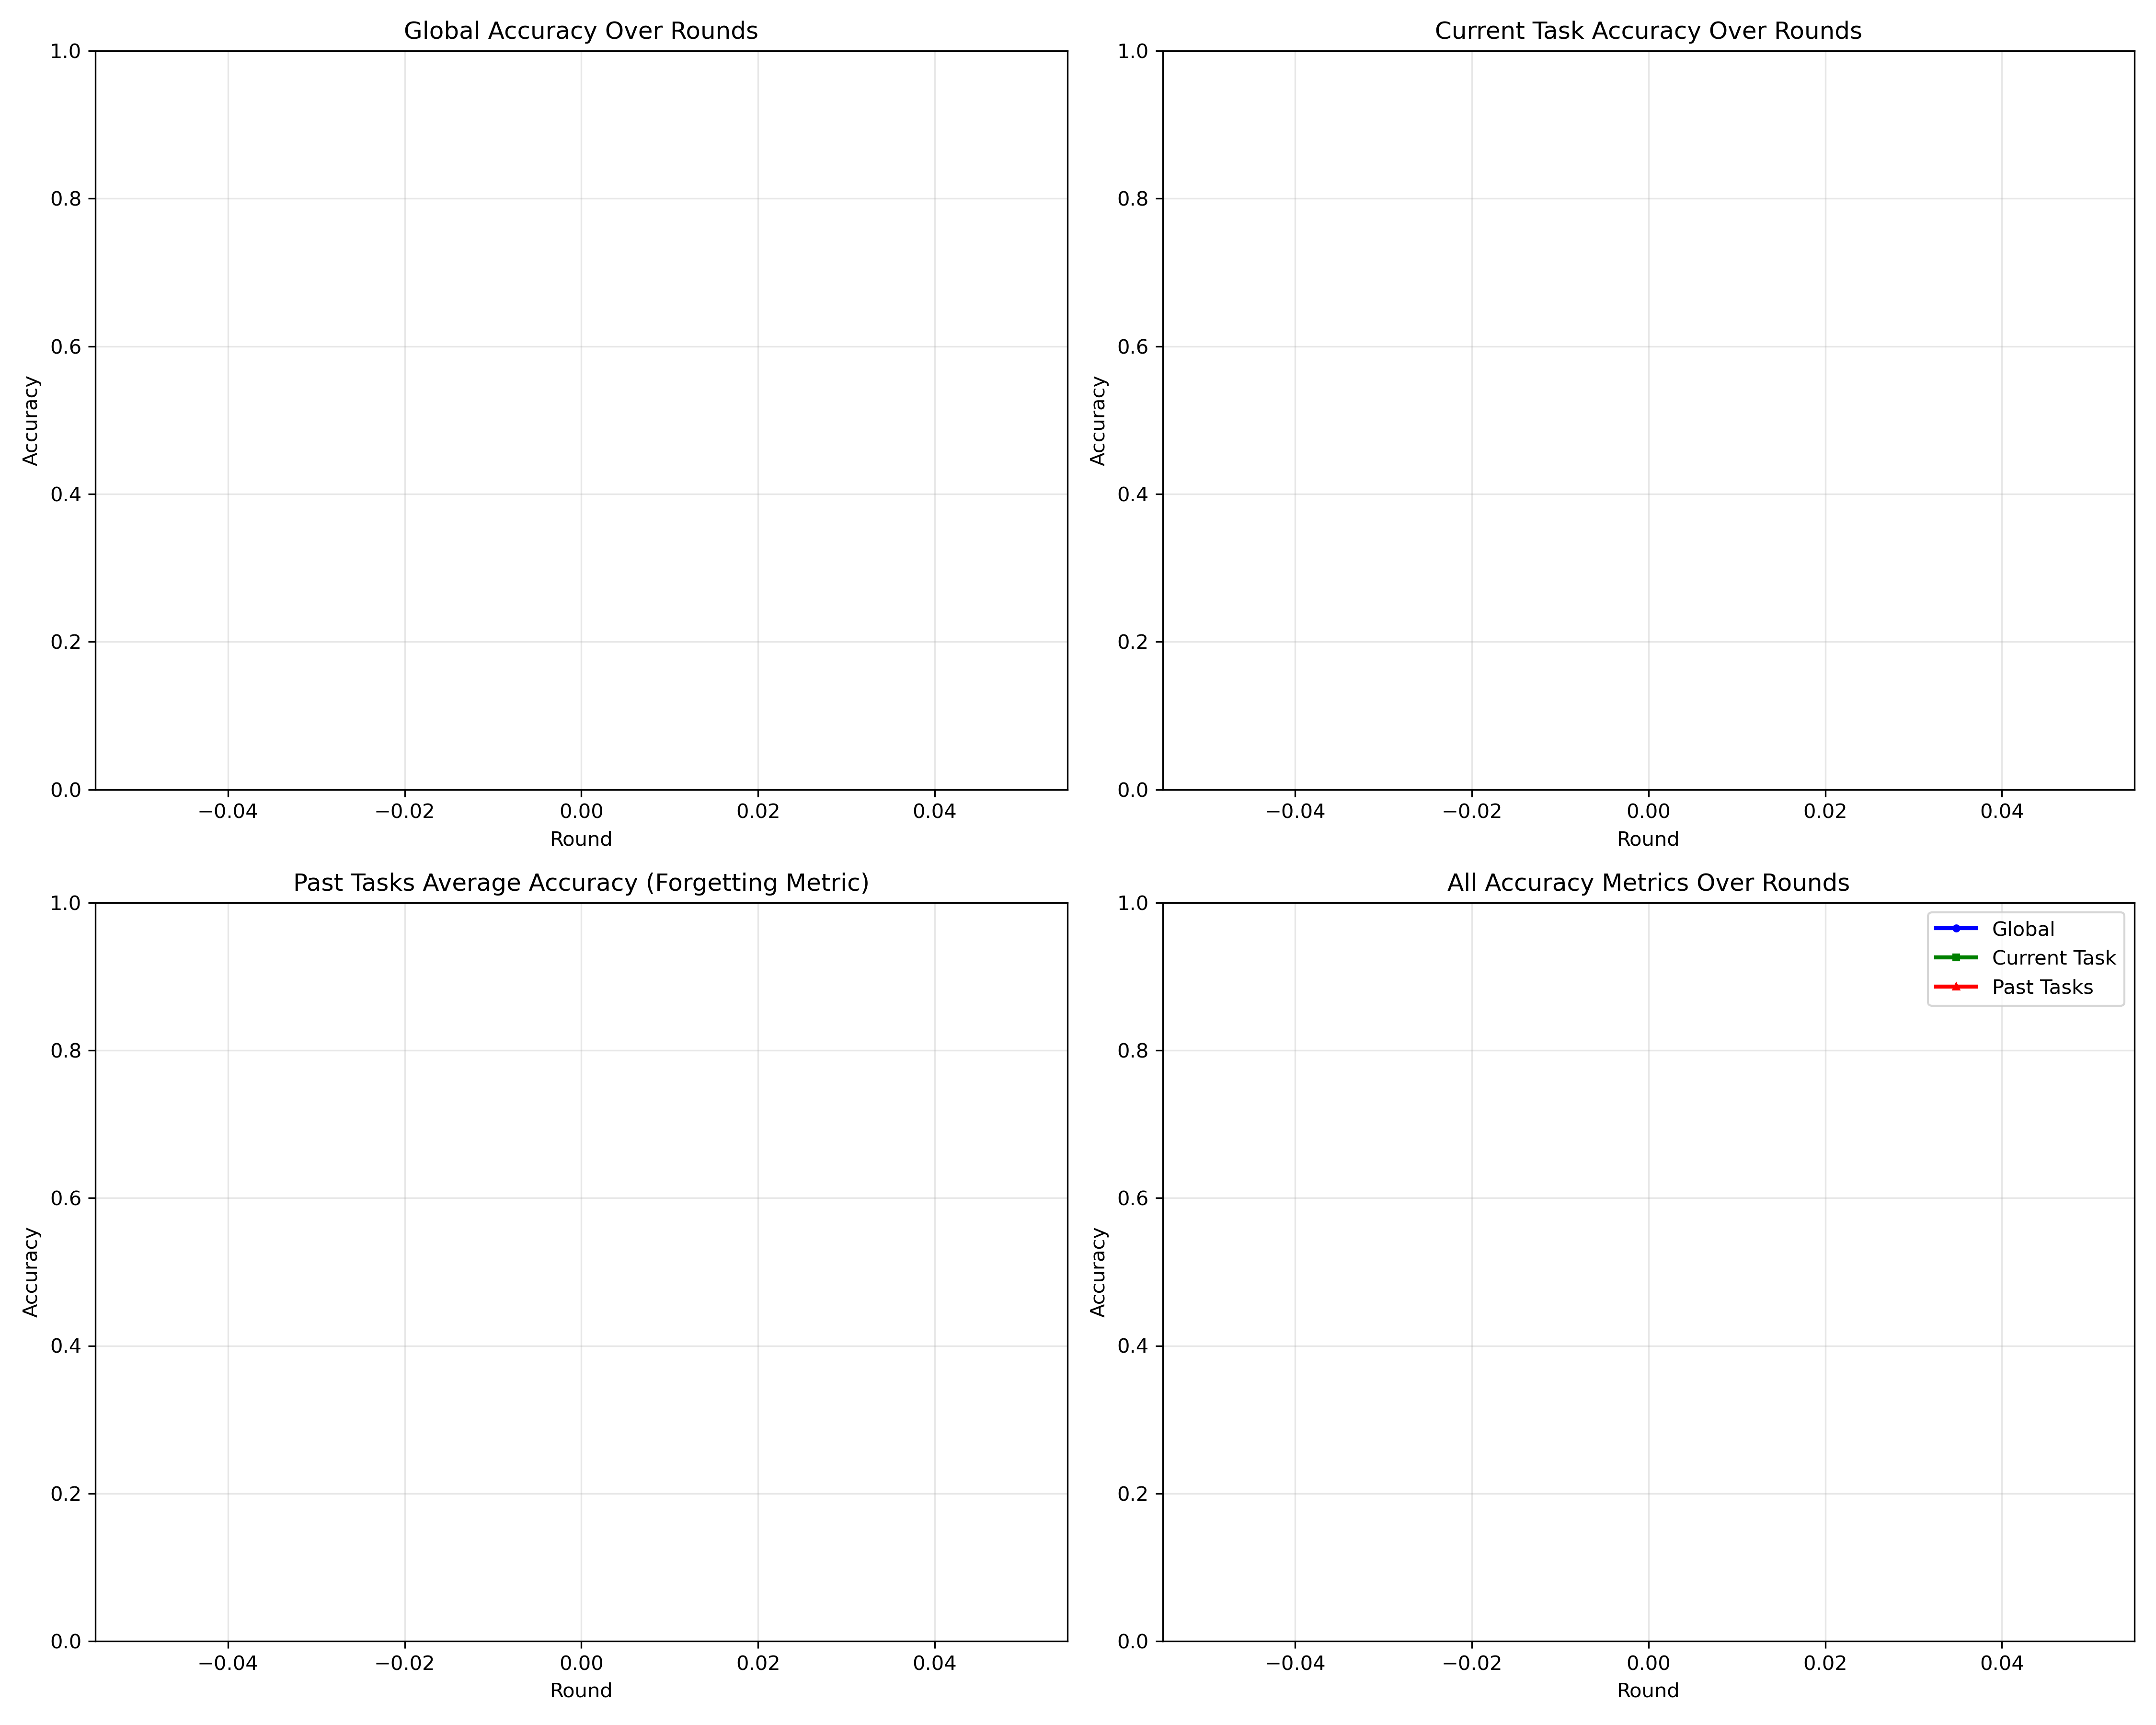 Global Accuracy Over Rounds
1.0
0.8
0.6
0.4
0.2
0.0
Accuracy
−0.04 −0.02 0.00 0.02 0.04
Round
Current Task Accuracy Over Rounds
1.0
0.8
0.6
0.4
0.2
0.0
Accuracy
−0.04 −0.02 0.00 0.02 0.04
Round
Past Tasks Average Accuracy (Forgetting Metric)
1.0
0.8
0.6
0.4
0.2
0.0
Accuracy
−0.04 −0.02 0.00 0.02 0.04
Round
All Accuracy Metrics Over Rounds
Global
Current Task
Past Tasks
1.0
0.8
0.6
0.4
0.2
0.0
Accuracy
−0.04 −0.02 0.00 0.02 0.04
Round